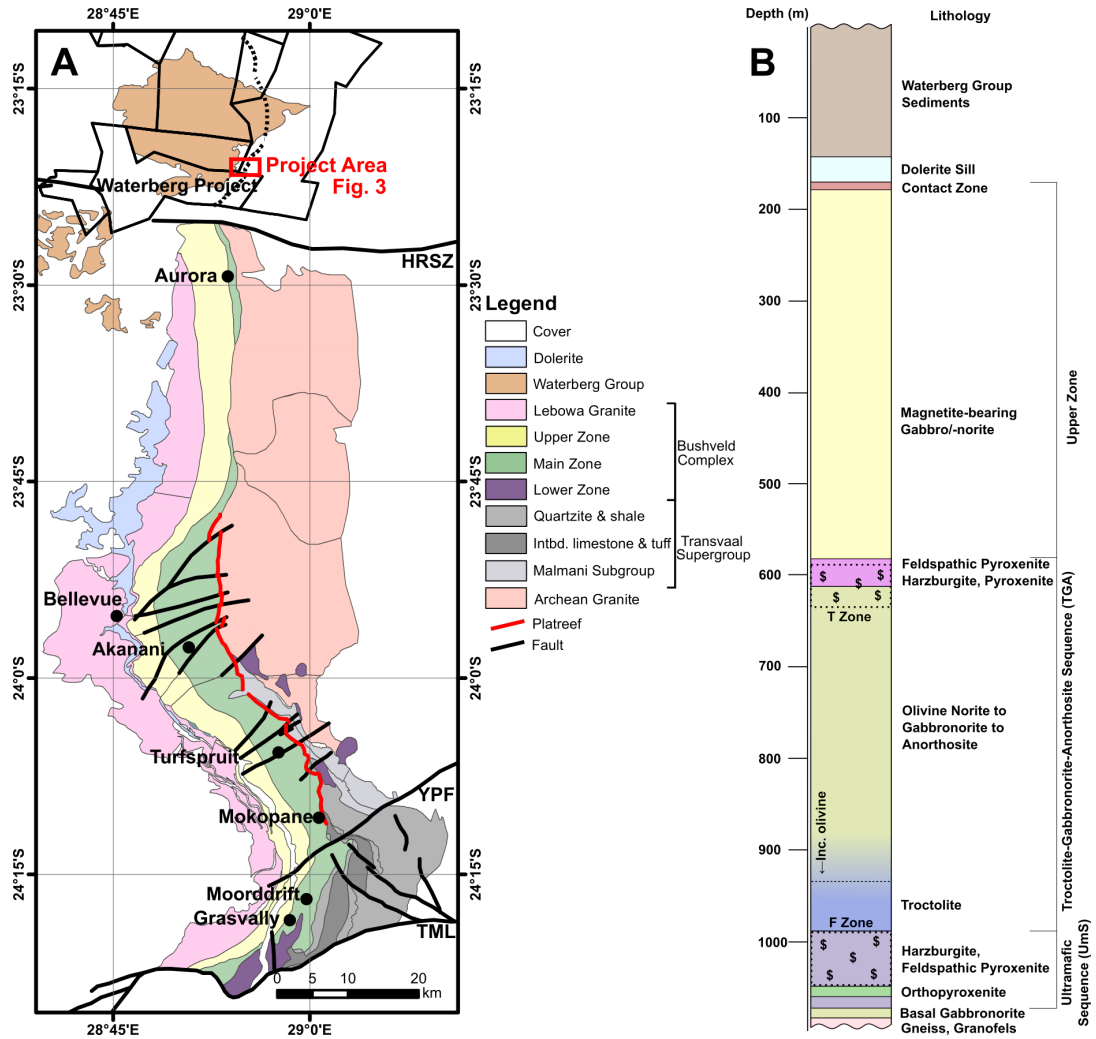 28°45'E
29°0'E
A
23°15'S
23°15'S
Project Area
Fig. 3
Waterberg Project
HRSZ
Aurora
23°30'S
23°30'S
23°45'S
23°45'S
Bellevue
Akanani
24°0'S
24°0'S
Turfspruit
YPF
Mokopane
24°15'S
24°15'S
Moorddrift
Grasvally
TML
0 5 10 20
km
28°45'E
29°0'E
Legend
Cover
Dolerite
Waterberg Group
Lebowa Granite
Upper Zone
Main Zone
Lower Zone
Quartzite & shale
Intbd. limestone & tuff
Malmani Subgroup
Archean Granite
Platreef
Fault
Bushveld
Complex
Transvaal
Supergroup
B
Depth (m)
Lithology
100
200
300
400
500
600
700
800
900
1000
Waterberg Group
Sediments
Dolerite Sill
Contact Zone
Magnetite-bearing
Gabbro/-norite
Feldspathic Pyroxenite
Harzburgite, Pyroxenite
$ $ $
$ $
T Zone
Olivine Norite to
Gabbronorite to
Anorthosite
←Inc. olivine
Troctolite
F Zone
$ $
$
$ $
Harzburgite,
Feldspathic Pyroxenite
Orthopyroxenite
Basal Gabbronorite
Gneiss, Granofels
Upper Zone
Troctolite-Gabbronorite-Anorthosite Sequence (TGA)
Ultramafic
Sequence (UmS)